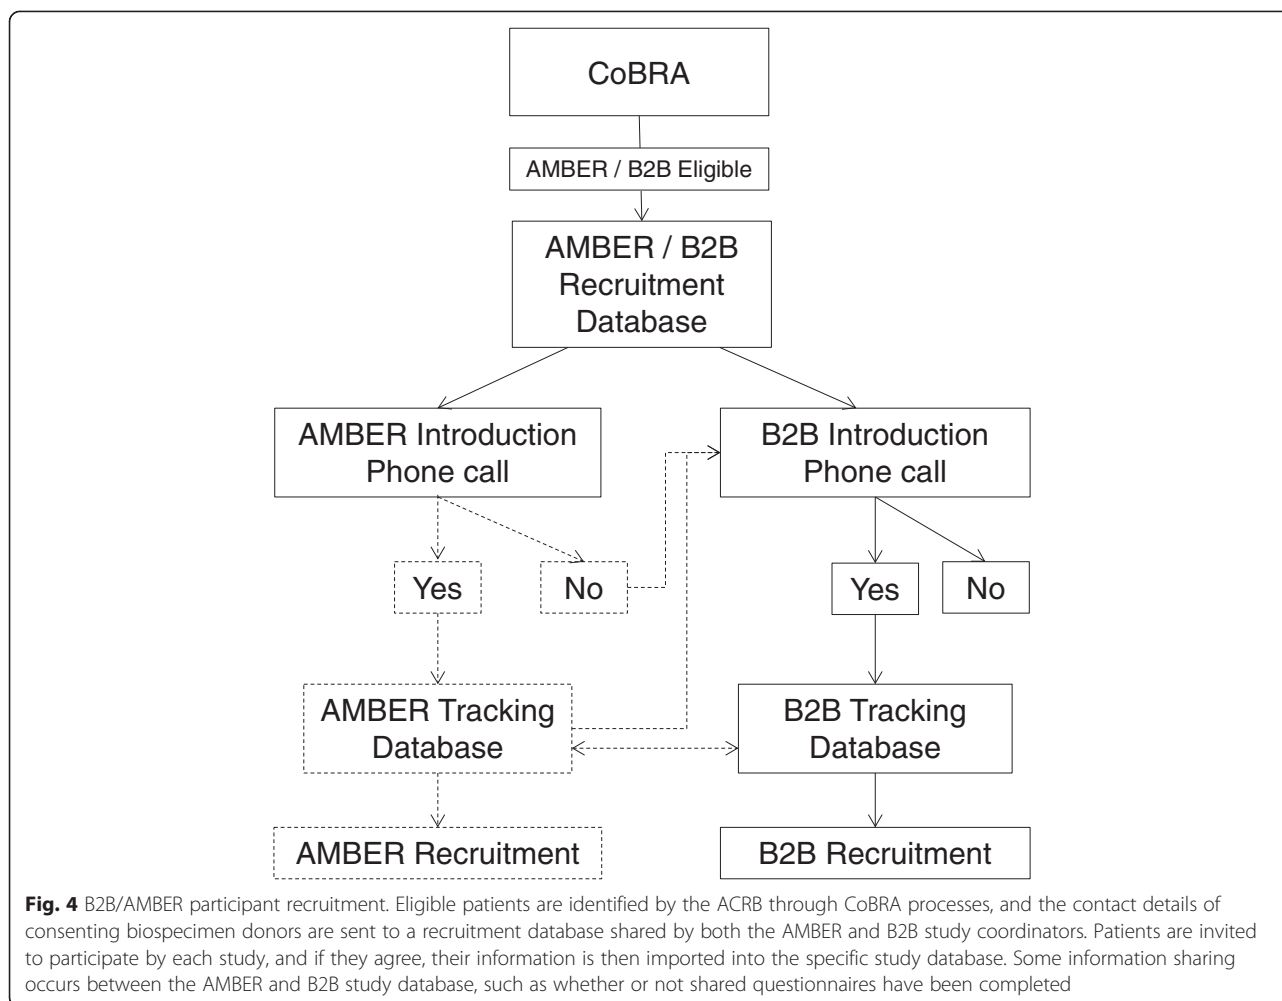 CoBRA
AMBER / B2B Eligible
AMBER / B2B
Recruitment
Database
AMBER Introduction
Phone call
B2B Introduction
Phone call
Yes
No
Yes
No
AMBER Tracking
Database
B2B Tracking
Database
AMBER Recruitment
B2B Recruitment
Fig. 4 B2B/AMBER participant recruitment. Eligible patients are identified by the ACRB through CoBRA processes, and the contact details of
consenting biospecimen donors are sent to a recruitment database shared by both the AMBER and B2B study coordinators. Patients are invited
to participate by each study, and if they agree, their information is then imported into the specific study database. Some information sharing
occurs between the AMBER and B2B study database, such as whether or not shared questionnaires have been completed